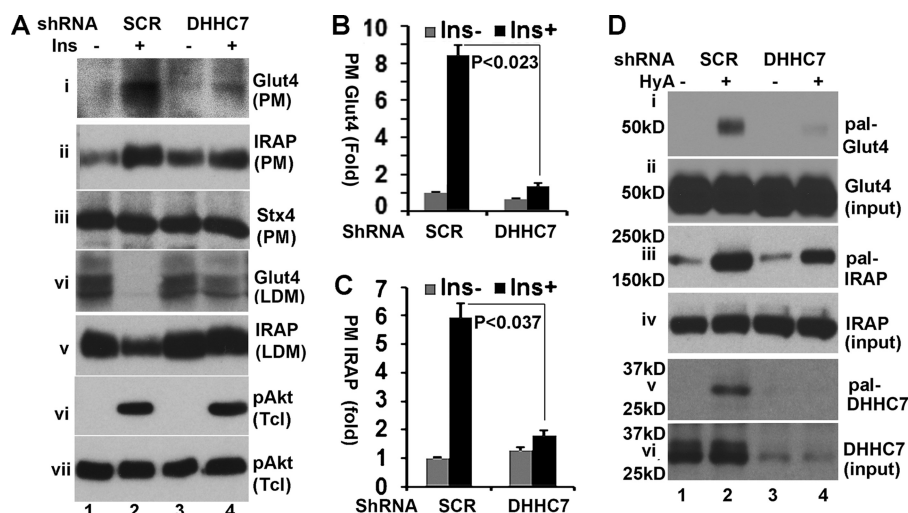 A
shRNA SCR DHHC7
Ins - + - +
i Glut4 (PM)
ii IRAP (PM)
iii Stx4 (PM)
vi Glut4 (LDM)
v IRAP (LDM)
vi pAkt (Tcl)
vii pAkt (Tcl)
1 2 3 4
B
Ins- Ins+
P<0.023
PM Glut4 (Fold)
10
8
6
4
2
0
ShRNA SCR DHHC7
C
Ins- Ins+
P<0.037
PM IRAP (fold)
7
6
5
4
3
2
1
0
ShRNA SCR DHHC7
D
shRNA SCR DHHC7
HyA - + - +
i
50kD
pal-Glut4
ii
50kD
Glut4 (input)
250kD
iii
150kD
pal-IRAP
iv
IRAP (input)
37kD
v
25kD
pal-DHHC7
37kD
vi
25kD
DHHC7 (input)
1 2 3 4